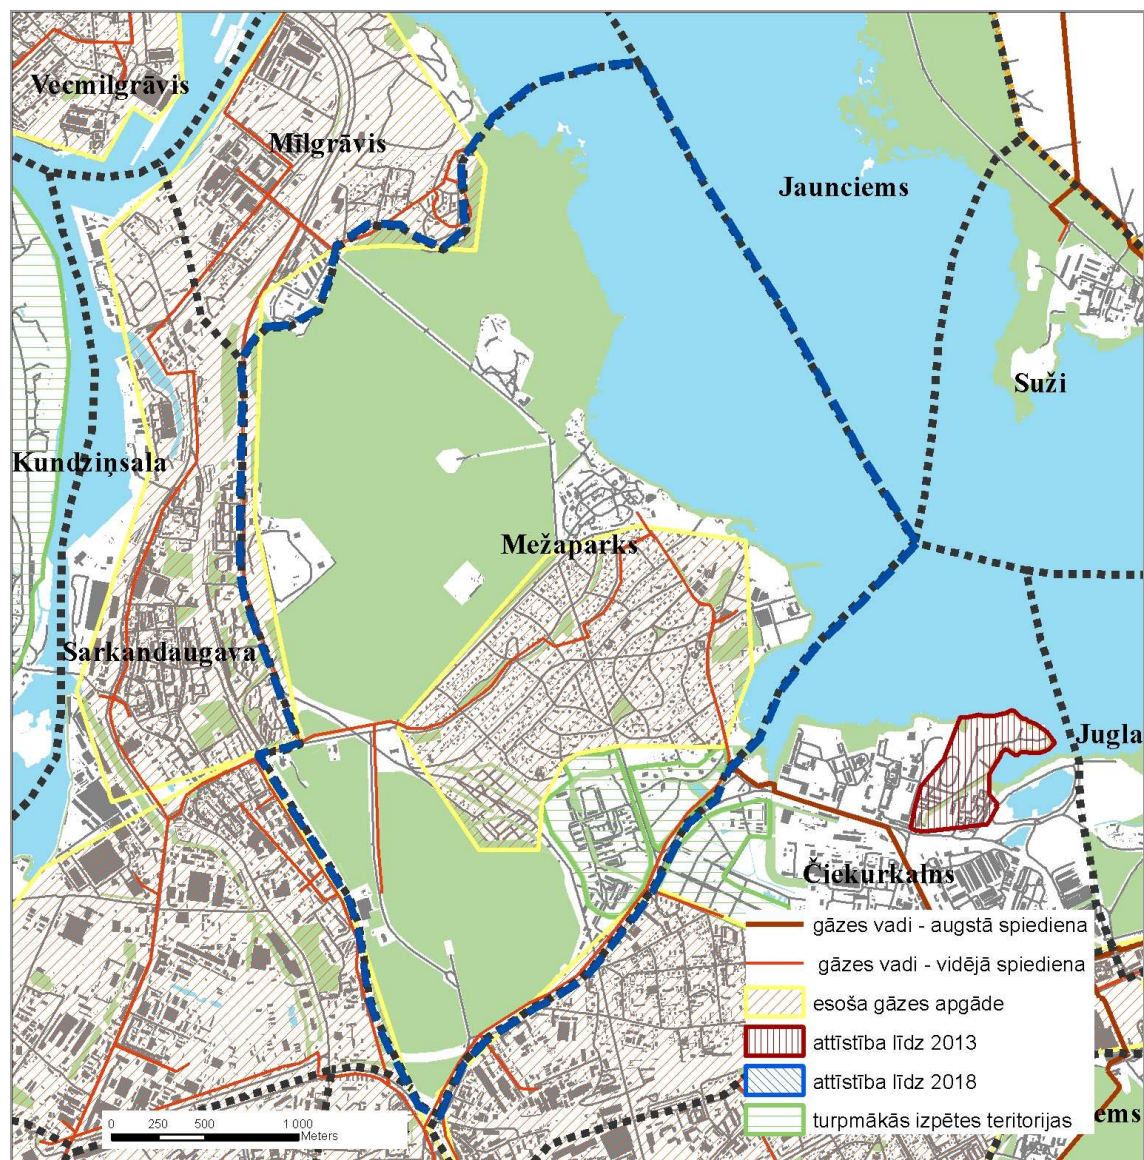 Vecmilgrāvis
Mīlgrāvis
Jaunciems
Suži
Kundziņsala
Mežaparks
Sarkandaugava
Jugla
Čiekurkalns
gāzes vadi - augstā spiediena
gāzes vadi - vidējā spiediena
esoša gāzes apgāde
attīstība līdz 2013
attīstība līdz 2018
turpmākās izpētes teritorijas
ems
0 250 500 1 000
Meters